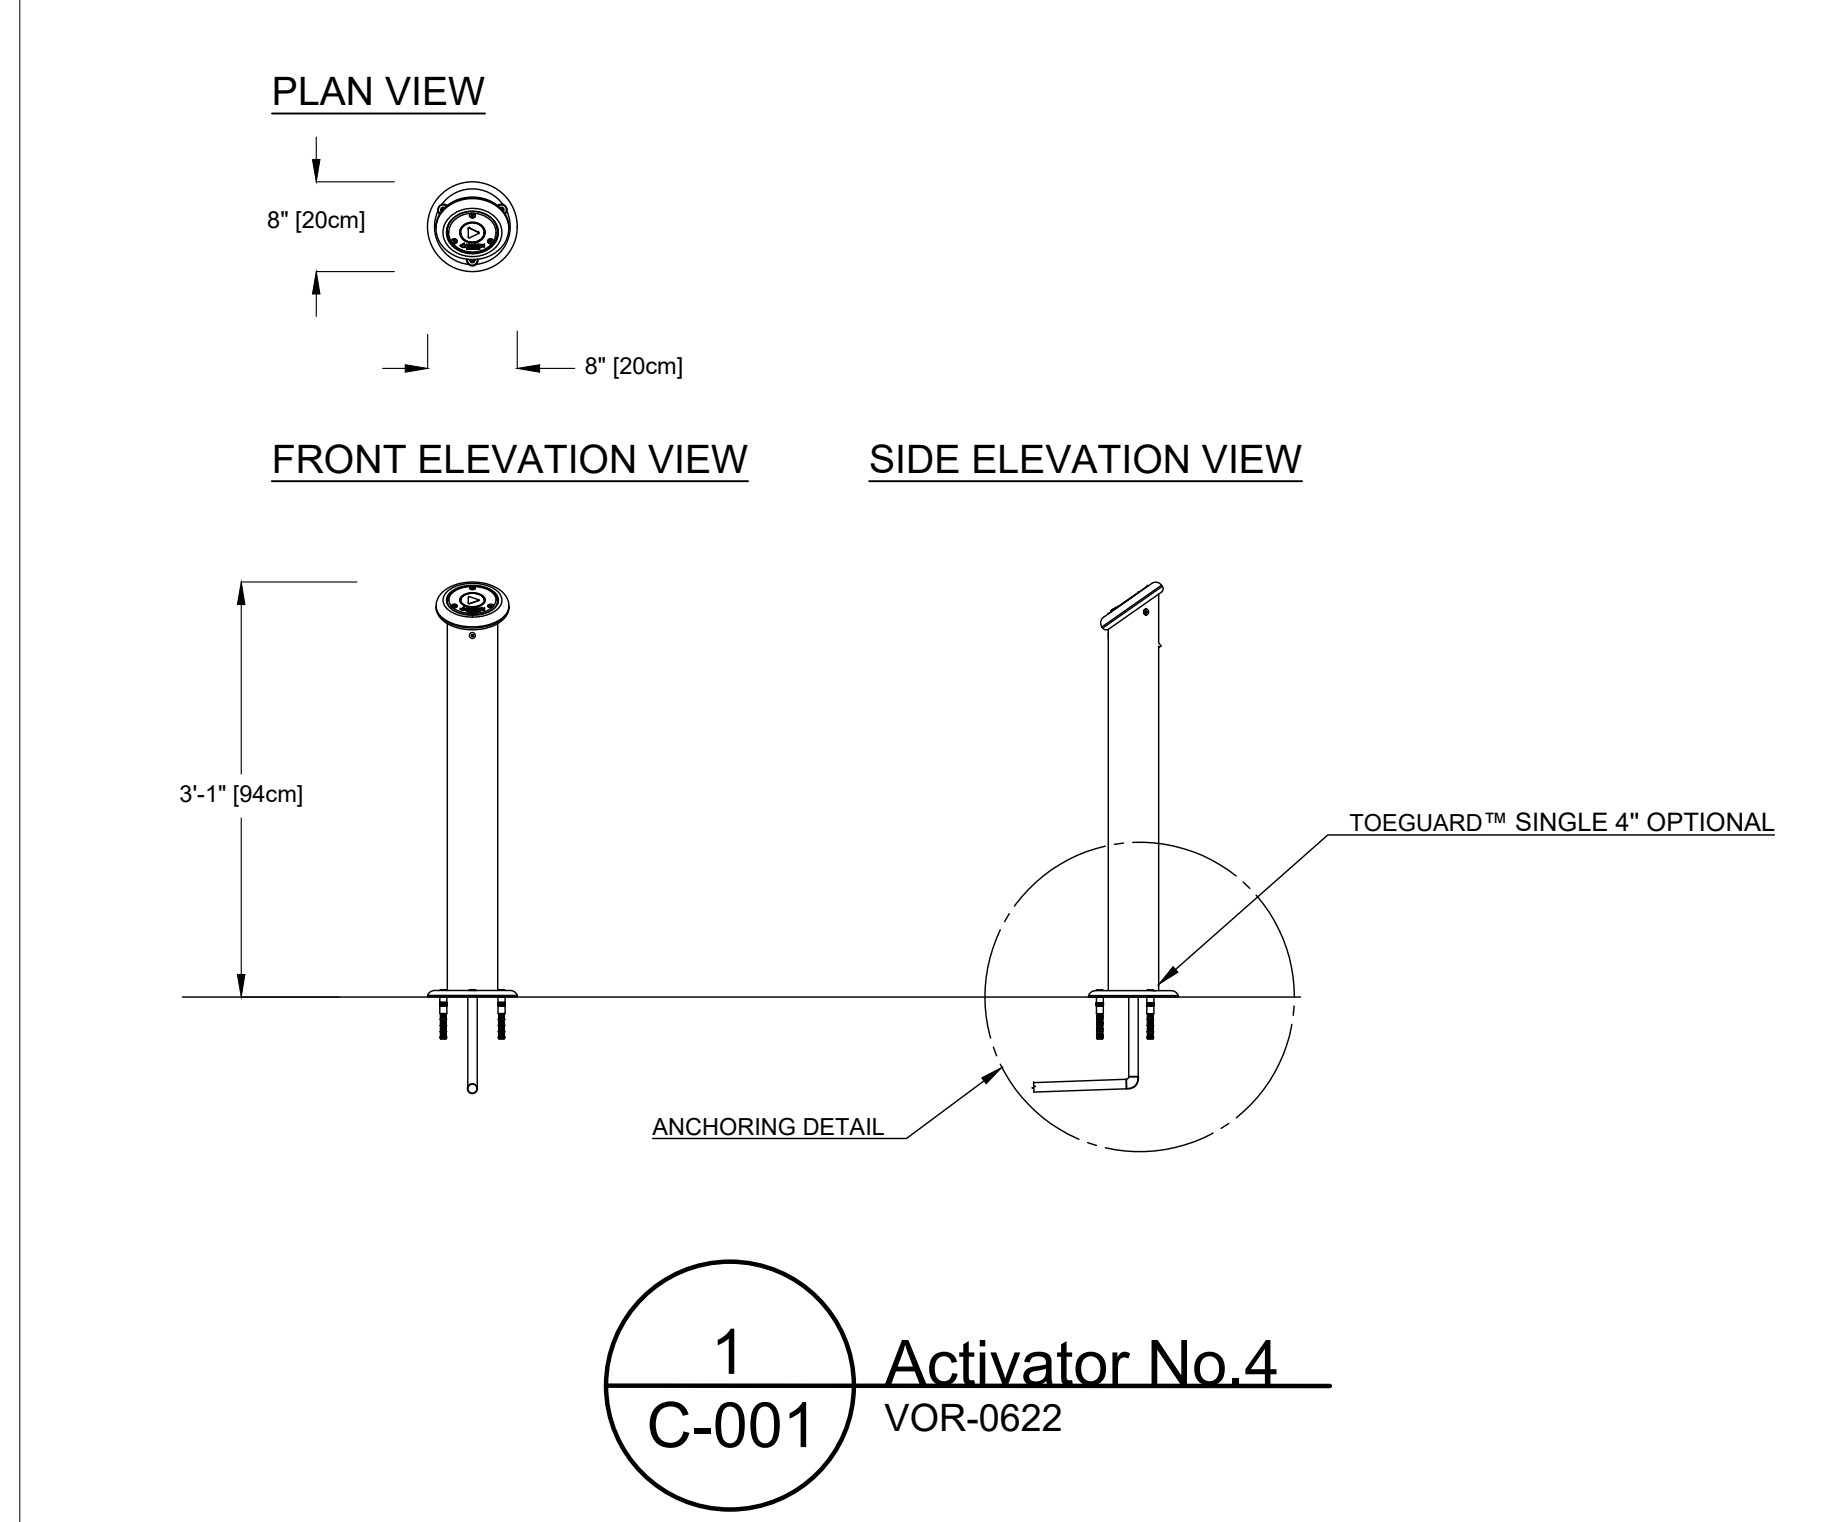 PLAN VIEW
8" [20cm]
8" [20cm]
FRONT ELEVATION VIEW
SIDE ELEVATION VIEW
3'-1" [94cm]
TOEGUARD™ SINGLE 4" OPTIONAL
ANCHORING DETAIL
1
C-001
Activator No.4
VOR-0622